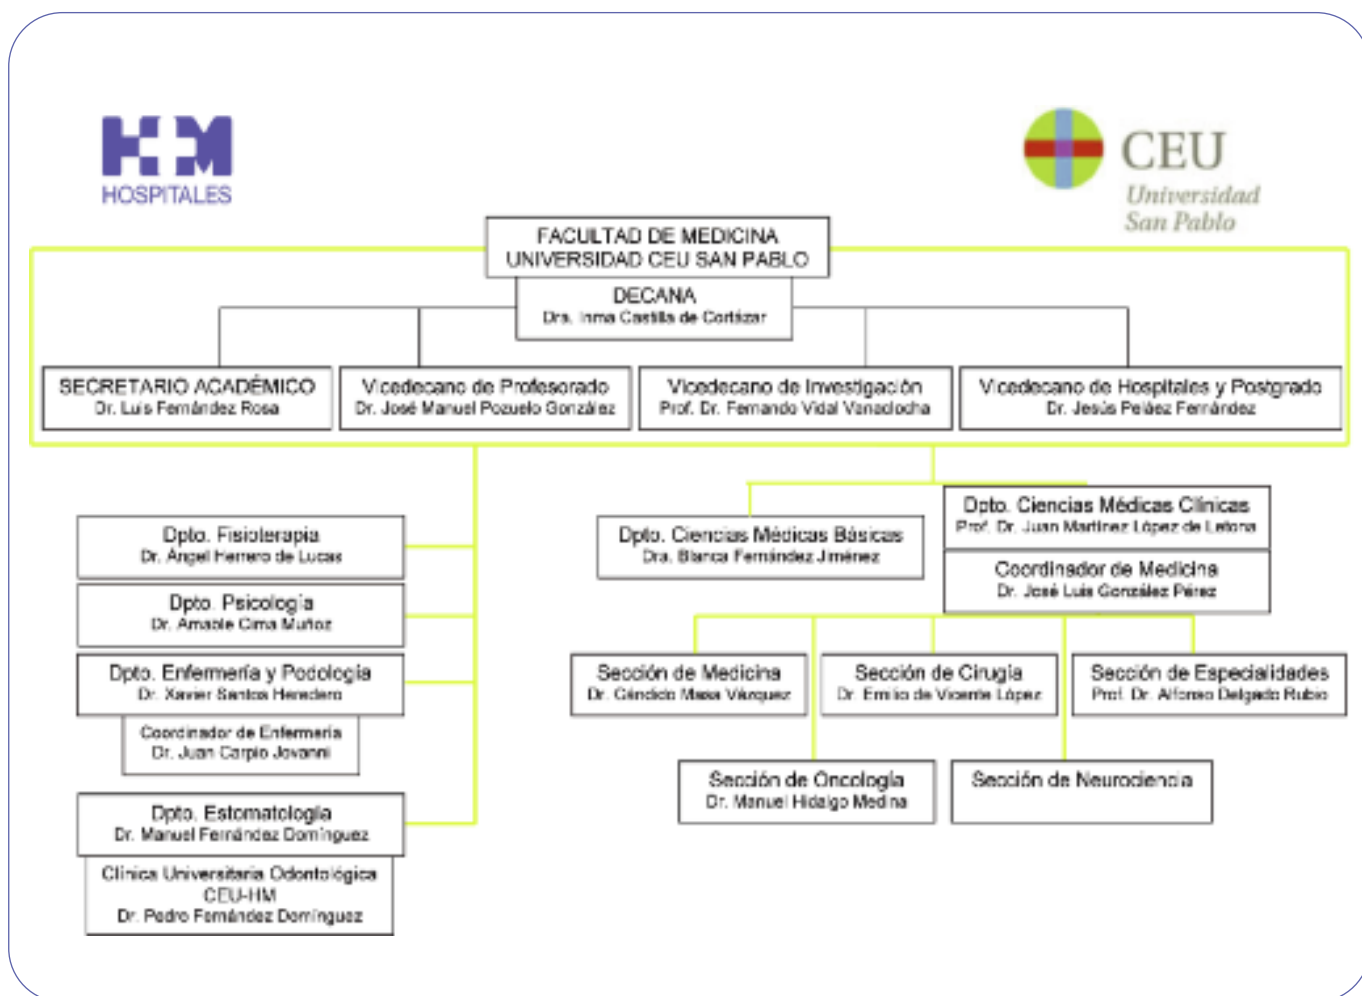 HM
HOSPITALES
CEU
Universidad
San Pablo
FACULTAD DE MEDICINA
UNIVERSIDAD CEU SAN PABLO
DECANA
Dra. Inma Castilla de Cortázar
SECRETARIO ACADÉMICO
Dr. Luis Fernández Rosa
Vicedecano de Profesorado
Dr. José Manuel Pozuelo González
Vicedecano de Investigación
Prof. Dr. Fernando Vidal Vanaclocha
Vicedecano de Hospitales y Postgrado
Dr. Jesús Peláez Fernández
Dpto. Fisioterapia
Dr. Ángel Herrero de Lucas
Dpto. Psicología
Dr. Amable Cima Muñoz
Dpto. Enfermería y Podología
Dr. Xavier Santos Heredero
Coordinador de Enfermería
Dr. Juan Carpio Jovanni
Dpto. Estomatología
Dr. Manuel Fernández Domínguez
Clínica Universitaria Odontológica
CEU-HM
Dr. Pedro Fernández Domínguez
Dpto. Ciencias Médicas Básicas
Dra. Blanca Fernández Jiménez
Dpto. Ciencias Médicas Clínicas
Prof. Dr. Juan Martínez López de Letona
Coordinador de Medicina
Dr. José Luis González Pérez
Sección de Medicina
Dr. Cándido Masa Vázquez
Sección de Cirugía
Dr. Emilio de Vicente López
Sección de Especialidades
Prof. Dr. Alfonso Delgado Rubio
Sección de Oncología
Dr. Manuel Hidalgo Medina
Sección de Neurociencia